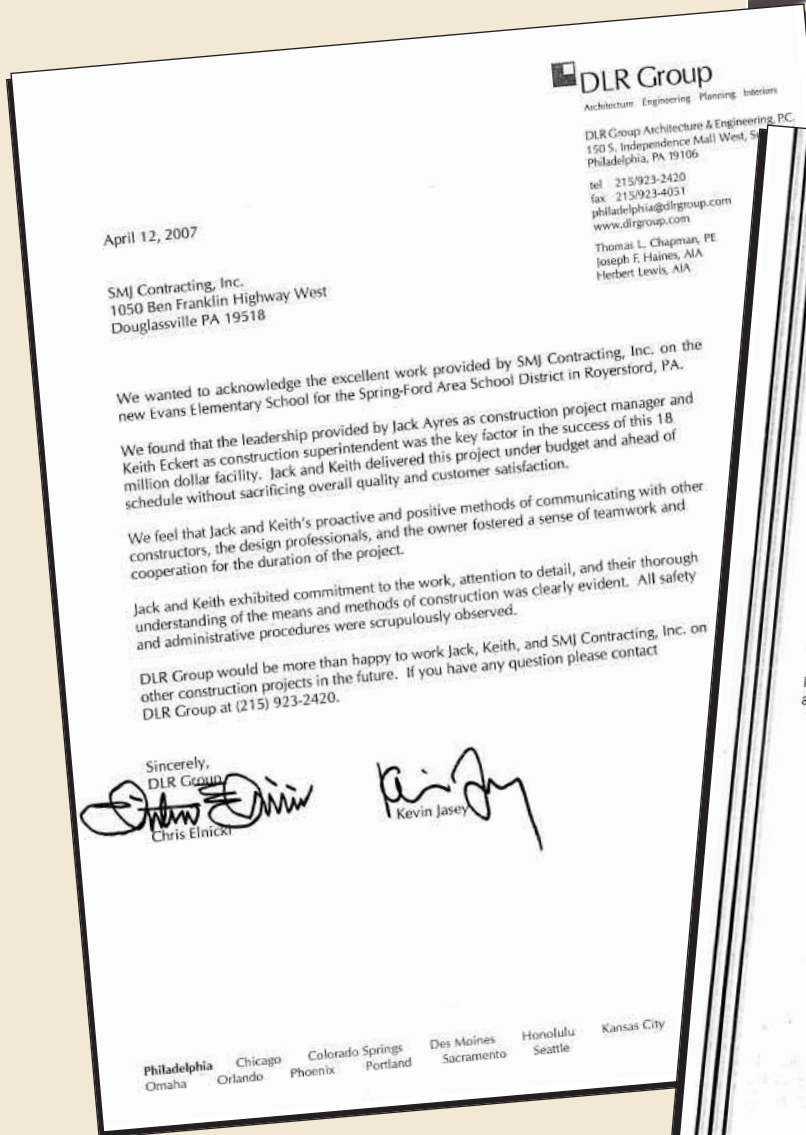 DLR Group
Architecture Engineering Planning Interiors
DLR Group Architecture & Engineering, P.C.
150 S. Independence Mall West,
Philadelphia, PA 19106
tel 215/923-2420
fax 215/923-4051
philadelphia@dlrgroup.com
www.dlrgroup.com
Thomas L. Chapman, PE
Joseph F. Haines, AIA
Herbert Lewis, AIA
April 12, 2007
SMJ Contracting, Inc.
1050 Ben Franklin Highway West
Douglassville PA 19518
We wanted to acknowledge the excellent work provided by SMJ Contracting, Inc. on the
new Evans Elementary School for the Spring-Ford Area School District in Royersford, PA.
We found that the leadership provided by Jack Ayres as construction project manager and
Keith Eckert as construction superintendent was the key factor in the success of this 18
million dollar facility. Jack and Keith delivered this project under budget and ahead of
schedule without sacrificing overall quality and customer satisfaction.
We feel that Jack and Keith's proactive and positive methods of communicating with other
constructors, the design professionals, and the owner fostered a sense of teamwork and
cooperation for the duration of the project.
Jack and Keith exhibited commitment to the work, attention to detail, and their thorough
understanding of the means and methods of construction was clearly evident. All safety
and administrative procedures were scrupulously observed.
DLR Group would be more than happy to work Jack, Keith, and SMJ Contracting, Inc. on
other construction projects in the future. If you have any question please contact
DLR Group at (215) 923-2420.
Sincerely,
DLR Group
Chris Elnicki
Kevin Jasey
Philadelphia Chicago Colorado Springs Des Moines Honolulu Kansas City
Omaha Orlando Phoenix Portland Sacramento Seattle